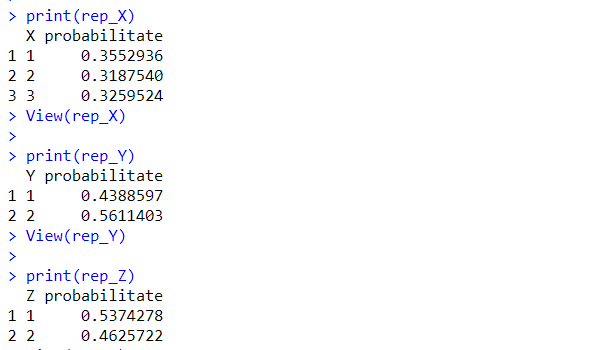 > print(rep_X)
  X probabilitate
1 1     0.3552936
2 2     0.3187540
3 3     0.3259524
> View(rep_X)
>
> print(rep_Y)
  Y probabilitate
1 1     0.4388597
2 2     0.5611403
> View(rep_Y)
>
> print(rep_Z)
  Z probabilitate
1 1     0.5374278
2 2     0.4625722